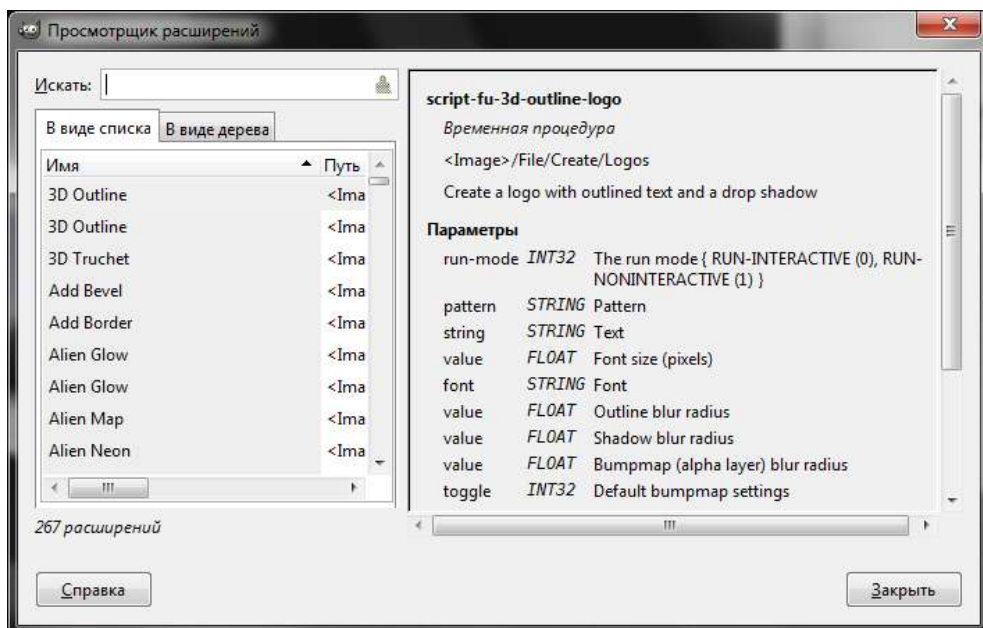 Просмотрщик расширений
Искать:
В виде списка В виде дерева
Имя Путь
3D Outline <Ima
3D Outline <Ima
3D Truchet <Ima
Add Bevel <Ima
Add Border <Ima
Alien Glow <Ima
Alien Glow <Ima
Alien Map <Ima
Alien Neon <Ima
267 расширений
script-fu-3d-outline-logo
Временная процедура
<Image>/File/Create/Logos
Create a logo with outlined text and a drop shadow
Параметры
run-mode INT32 The run mode { RUN-INTERACTIVE (0), RUN-
NONINTERACTIVE (1) }
pattern STRING Pattern
string STRING Text
value FLOAT Font size (pixels)
font STRING Font
value FLOAT Outline blur radius
value FLOAT Shadow blur radius
value FLOAT Bumpmap (alpha layer) blur radius
toggle INT32 Default bumpmap settings
Справка Закрыть